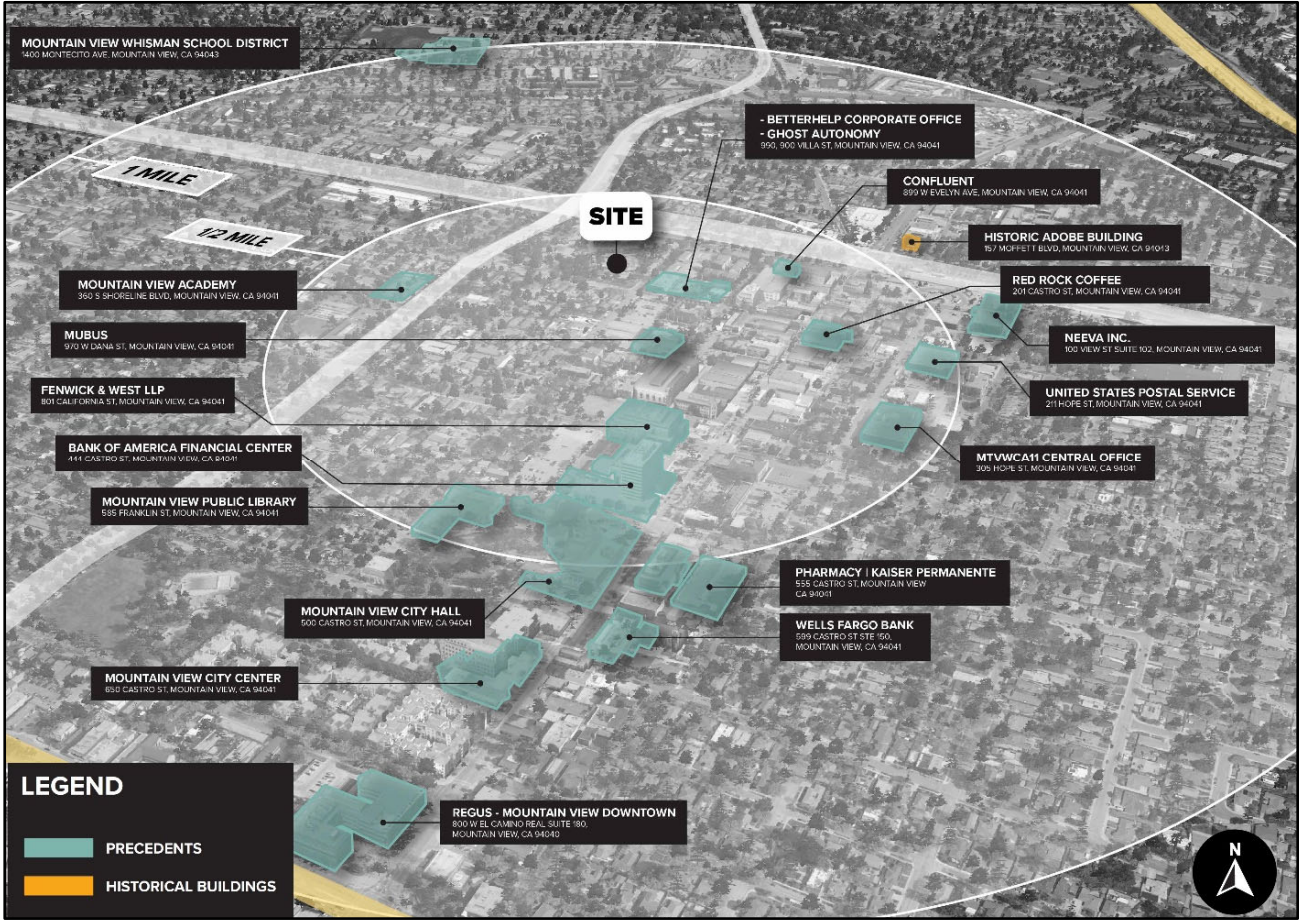 MOUNTAIN VIEW WHISMAN SCHOOL DISTRICT
1400 MONTECITO AVE, MOUNTAIN VIEW, CA 94043
- BETTERHELP CORPORATE OFFICE
- GHOST AUTONOMY
990, 900 VILLA ST, MOUNTAIN VIEW, CA 94041
1 MILE
CONFLUENT
899 W EVELYN AVE, MOUNTAIN VIEW, CA 94041
SITE
1/2 MILE
HISTORIC ADOBE BUILDING
157 MOFFETT BLVD, MOUNTAIN VIEW, CA 94043
MOUNTAIN VIEW ACADEMY
360 S SHORELINE BLVD, MOUNTAIN VIEW, CA 94041
RED ROCK COFFEE
201 CASTRO ST, MOUNTAIN VIEW, CA 94041
MUBUS
970 W DANA ST, MOUNTAIN VIEW, CA 94041
NEEVA INC.
100 VIEW ST SUITE 102, MOUNTAIN VIEW, CA 94041
FENWICK & WEST LLP
801 CALIFORNIA ST, MOUNTAIN VIEW, CA 94041
UNITED STATES POSTAL SERVICE
211 HOPE ST, MOUNTAIN VIEW, CA 94041
BANK OF AMERICA FINANCIAL CENTER
444 CASTRO ST, MOUNTAIN VIEW, CA 94041
MTVWCA11 CENTRAL OFFICE
305 HOPE ST, MOUNTAIN VIEW, CA 94041
MOUNTAIN VIEW PUBLIC LIBRARY
585 FRANKLIN ST, MOUNTAIN VIEW, CA 94041
PHARMACY | KAISER PERMANENTE
555 CASTRO ST, MOUNTAIN VIEW
CA 94041
MOUNTAIN VIEW CITY HALL
500 CASTRO ST, MOUNTAIN VIEW, CA 94041
WELLS FARGO BANK
599 CASTRO ST STE 150,
MOUNTAIN VIEW, CA 94041
MOUNTAIN VIEW CITY CENTER
650 CASTRO ST, MOUNTAIN VIEW, CA 94041
REGUS - MOUNTAIN VIEW DOWNTOWN
800 W EL CAMINO REAL SUITE 180,
MOUNTAIN VIEW, CA 94040
LEGEND
PRECEDENTS
HISTORICAL BUILDINGS
N